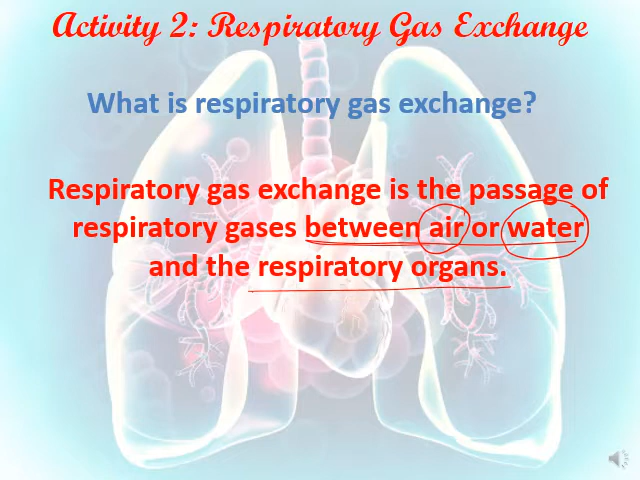 Activity 2: Respiratory Gas Exchange
What is respiratory gas exchange?
Respiratory gas exchange is the passage of
respiratory gases between air or water
and the respiratory organs.